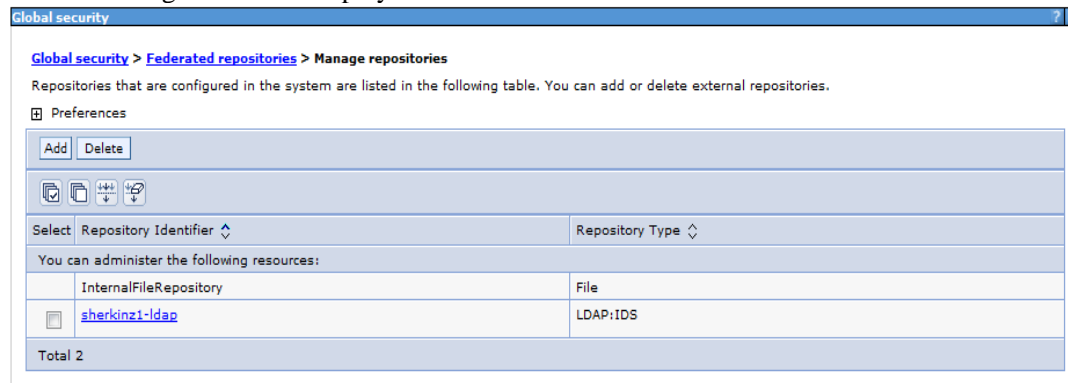 Global security ?
Global security > Federated repositories > Manage repositories
Repositories that are configured in the system are listed in the following table. You can add or delete external repositories.
Preferences
Add Delete
Select Repository Identifier Repository Type
You can administer the following resources:
InternalFileRepository File
sherkinz1-ldap LDAP:IDS
Total 2